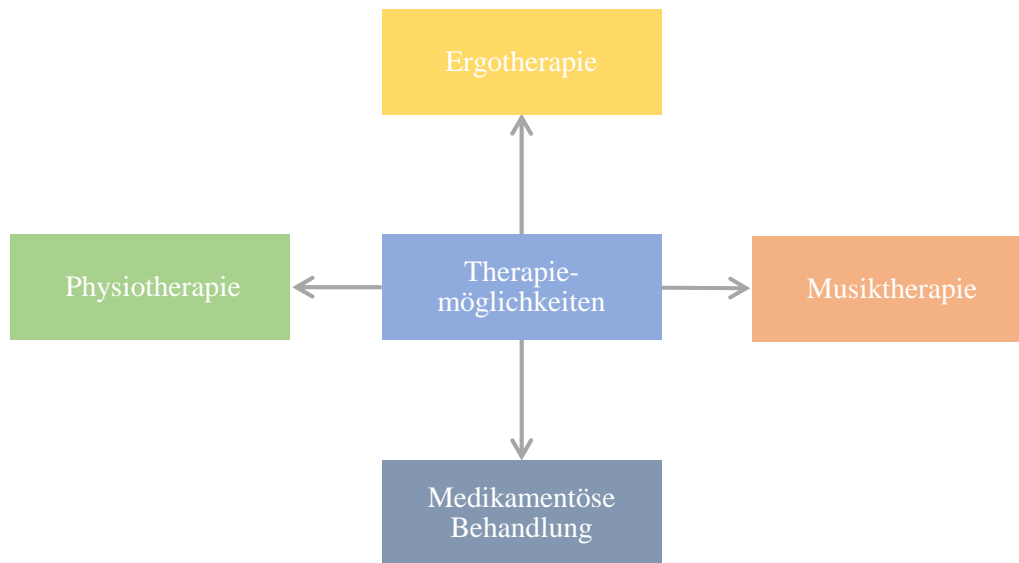 Ergotherapie
Physiotherapie
Therapie-
möglichkeiten
Musiktherapie
Medikamentöse
Behandlung